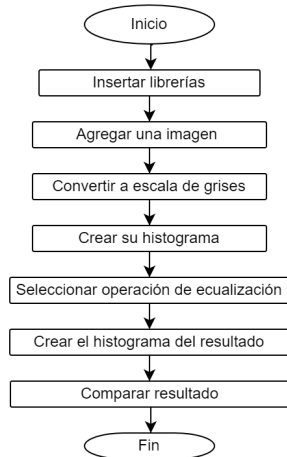 Inicio
Insertar librerías
Agregar una imagen
Convertir a escala de grises
Crear su histograma
Seleccionar operación de ecualización
Crear el histograma del resultado
Comparar resultado
Fin